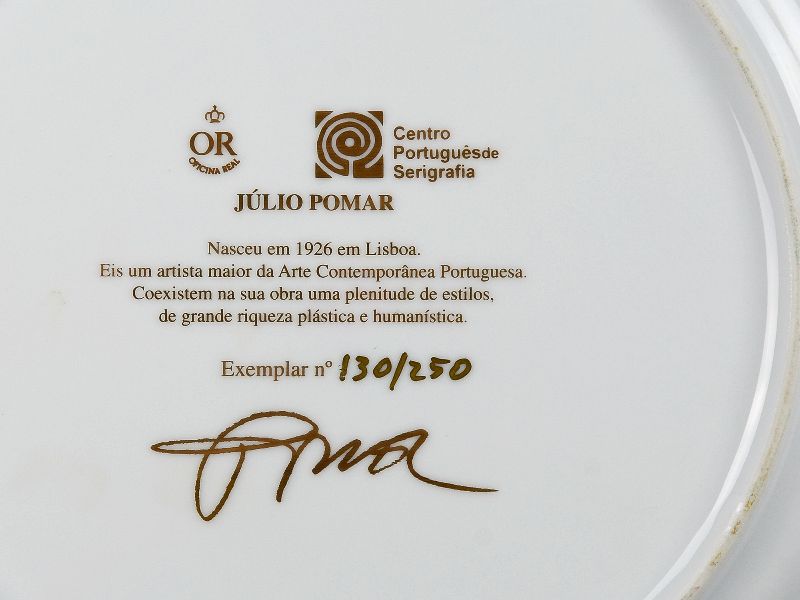 OR
OFICINA REAL
Centro
Portuguêsde
Serigrafia
JÚLIO POMAR
Nasceu em 1926 em Lisboa.
Eis um artista maior da Arte Contemporânea Portuguesa.
Coexistem na sua obra uma plenitude de estilos,
de grande riqueza plástica e humanística.
Exemplar nº 130/250
Pomar